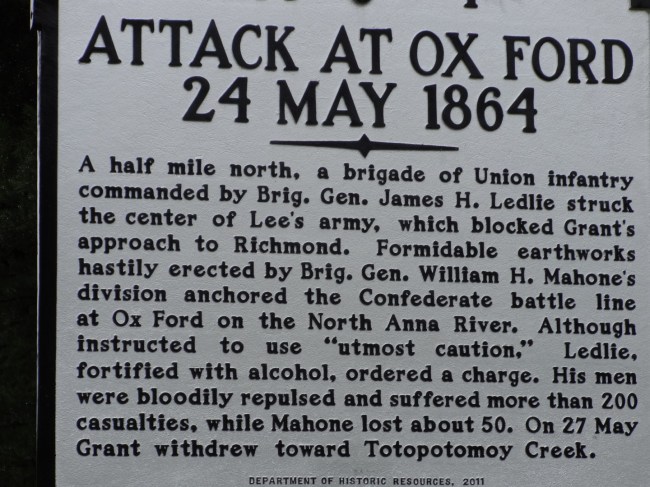 ATTACK AT OX FORD
24 MAY 1864
A half mile north, a brigade of Union infantry
commanded by Brig. Gen. James H. Ledlie struck
the center of Lee's army, which blocked Grant's
approach to Richmond. Formidable earthworks
hastily erected by Brig. Gen. William H. Mahone's
division anchored the Confederate battle line
at Ox Ford on the North Anna River. Although
instructed to use "utmost caution," Ledlie,
fortified with alcohol, ordered a charge. His men
were bloodily repulsed and suffered more than 200
casualties, while Mahone lost about 50. On 27 May
Grant withdrew toward Totopotomoy Creek.
DEPARTMENT OF HISTORIC RESOURCES, 2011